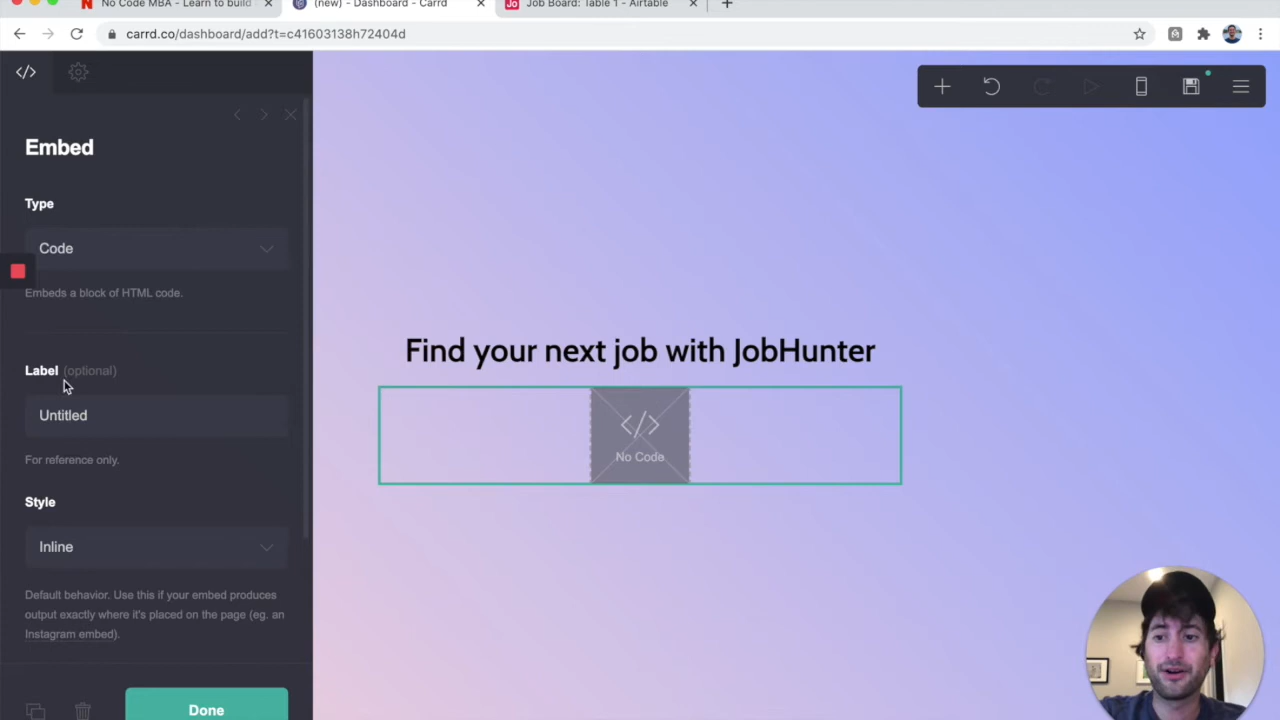 No Code MBA - Learn to build
(new) - Dashboard - Carrd
Jo
Job Board: Table 1 - Airtable
carrd.co/dashboard/add?t=c41603138h72404d
Embed
Type
Code
Embeds a block of HTML code.
Label (optional)
Untitled
For reference only.
Style
Inline
Default behavior. Use this if your embed produces
output exactly where it's placed on the page (eg. an
Instagram embed).
Done
Find your next job with JobHunter
</>
No Code